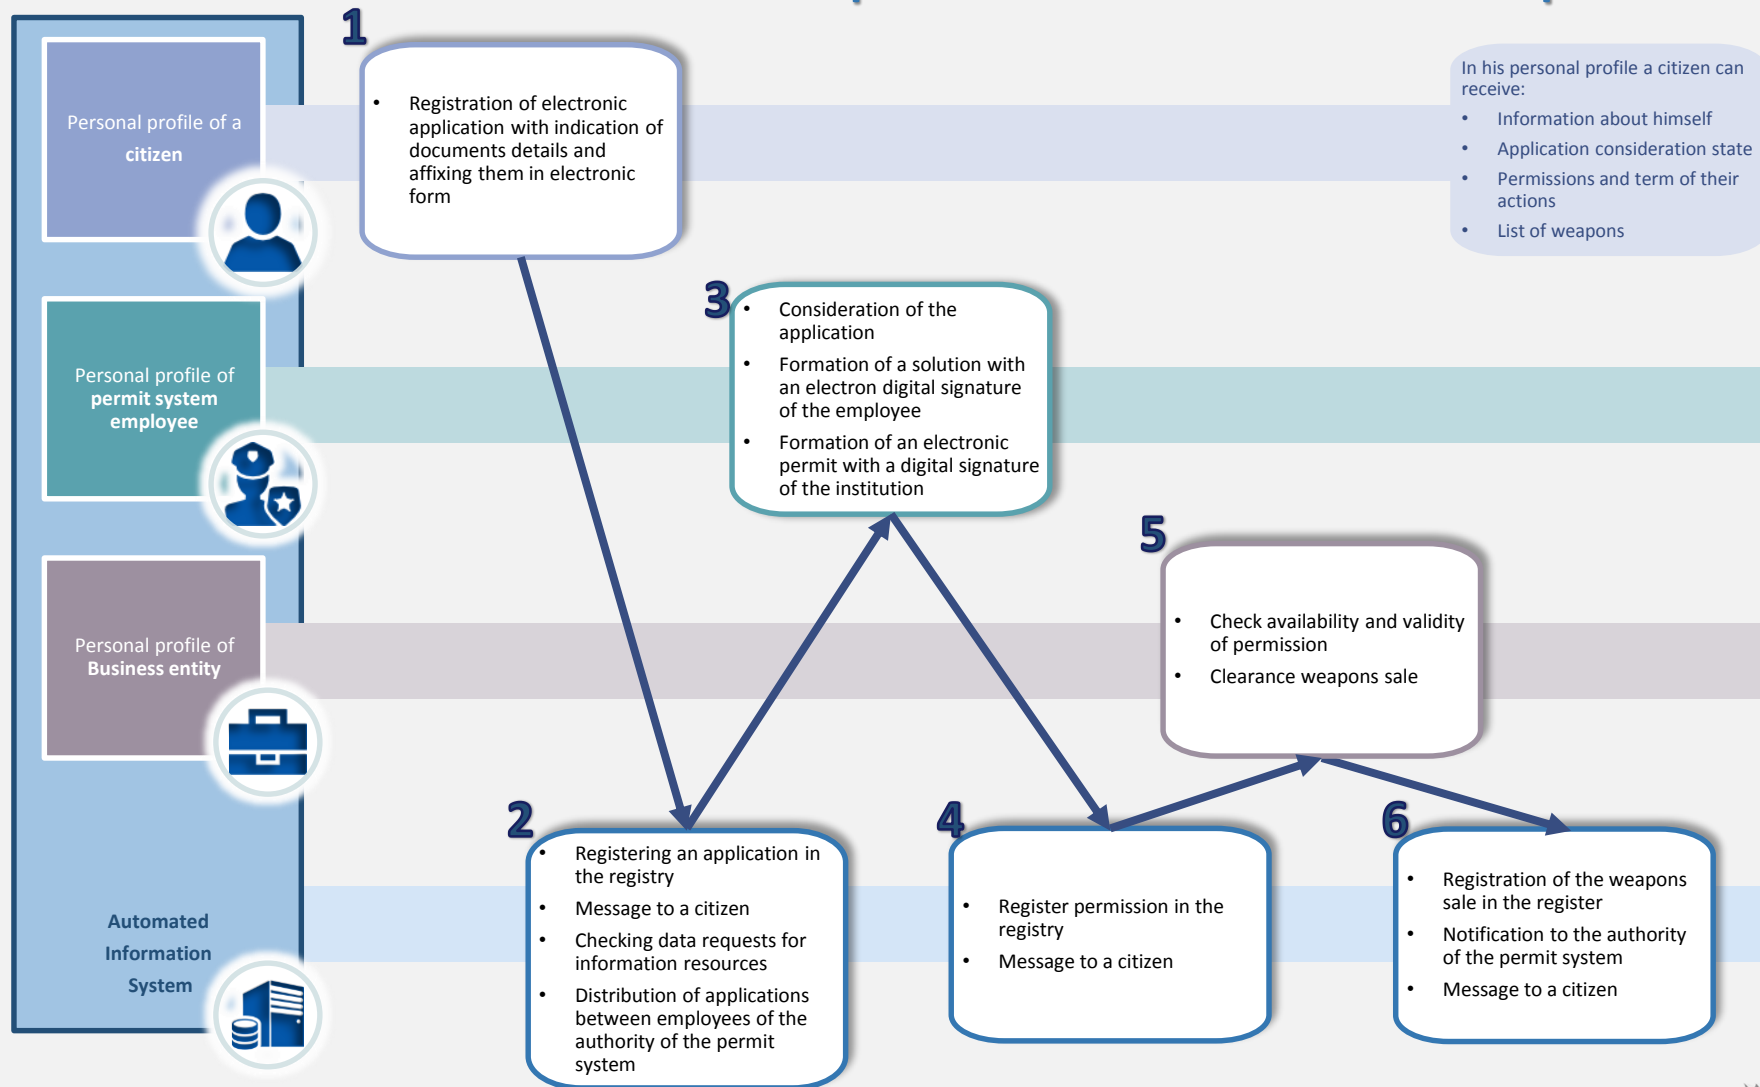 1
Registration of electronic
application with indication of
documents details and
affixing them in electronic
form
In his personal profile a citizen can
receive:
• Information about himself
• Application consideration state
• Permissions and term of their
actions
• List of weapons
Personal profile of a
citizen
3
• Consideration of the
application
• Formation of a solution with
an electron digital signature
of the employee
• Formation of an electronic
permit with a digital signature
of the institution
Personal profile of
permit system
employee
5
• Check availability and validity
of permission
• Clearance weapons sale
Personal profile of
Business entity
2
• Registering an application in
the registry
• Message to a citizen
• Checking data requests for
information resources
• Distribution of applications
between employees of the
authority of the permit
system
4
• Register permission in the
registry
• Message to a citizen
6
• Registration of the weapons
sale in the register
• Notification to the authority
of the permit system
• Message to a citizen
Automated
Information
System